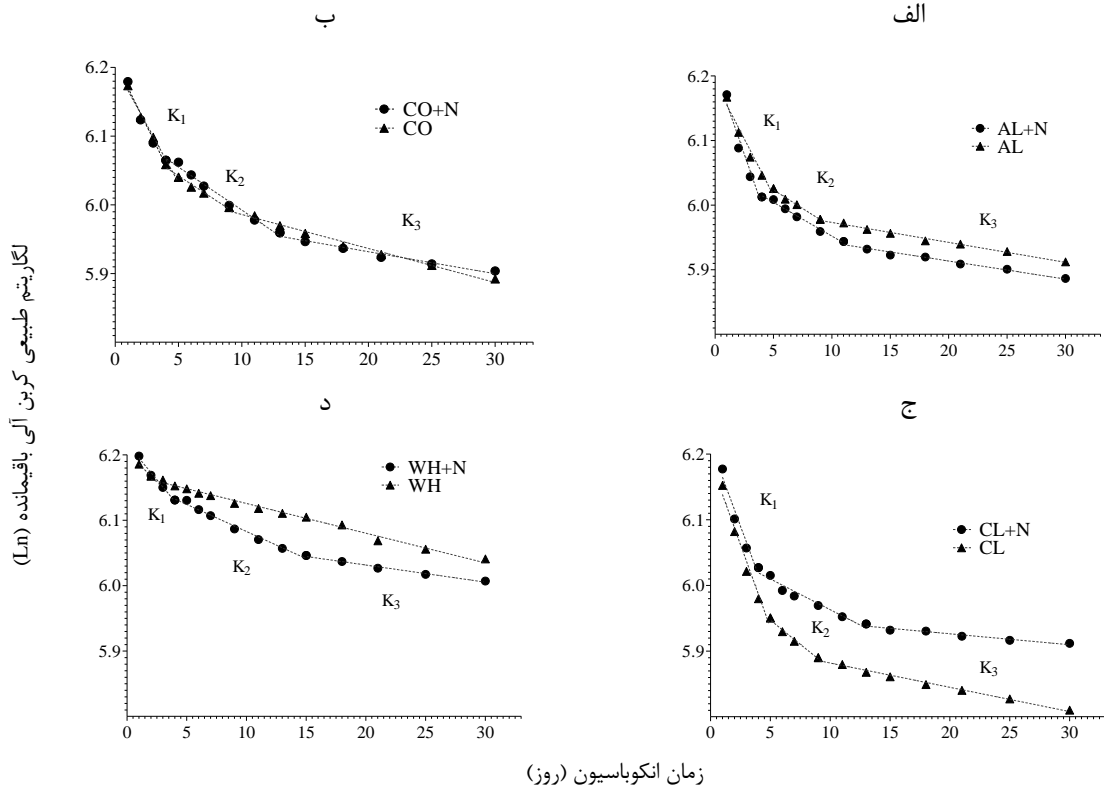 الف
6.2
6.1
6.0
5.9
K1
K2
K3
AL+N
AL
0 5 10 15 20 25 30
ب
6.2
6.1
6.0
5.9
K1
K2
K3
CO+N
CO
0 5 10 15 20 25 30
ج
6.2
6.1
6.0
5.9
K1
K2
K3
CL+N
CL
0 5 10 15 20 25 30
د
6.2
6.1
6.0
5.9
K1
K2
K3
WH+N
WH
0 5 10 15 20 25 30
لگاریتم طبیعی کربن آلی باقیمانده (Ln)
زمان انکوباسیون (روز)